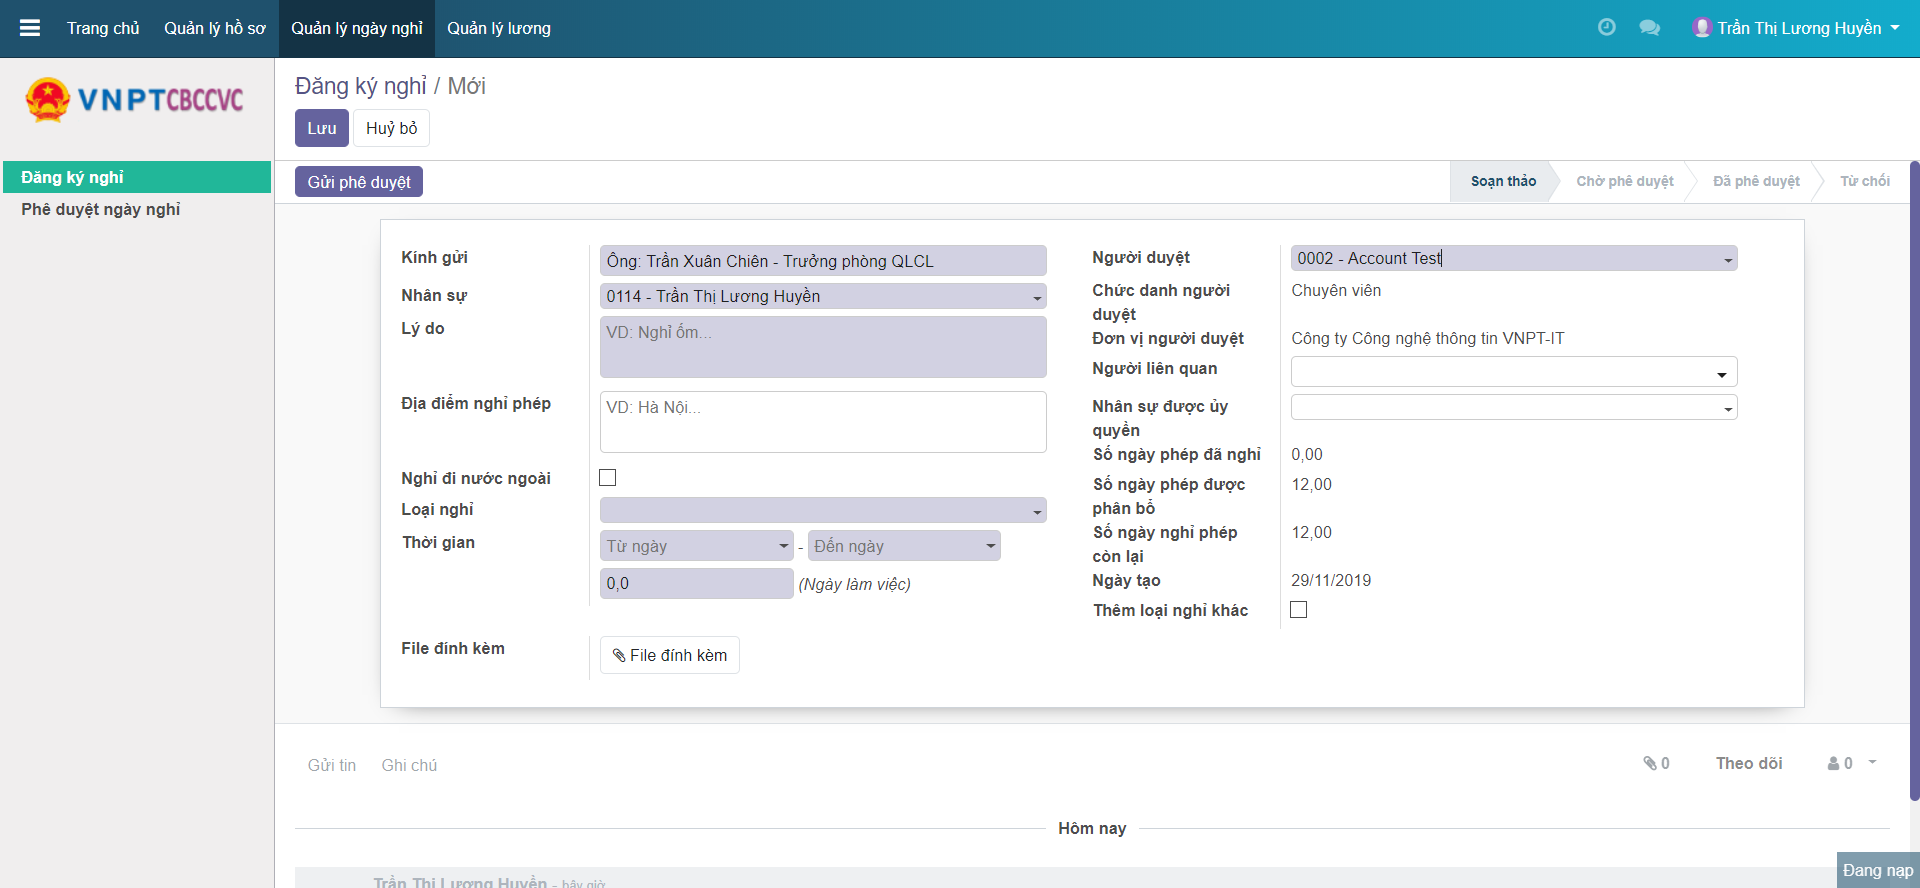 Trang chủ
Quản lý hồ sơ
Quản lý ngày nghỉ
Quản lý lương
Trần Thị Lương Huyền
VNPTCBCCVC
Đăng ký nghỉ
Phê duyệt ngày nghỉ
Đăng ký nghỉ / Mới
Lưu
Huỷ bỏ
Gửi phê duyệt
Soạn thảo
Chờ phê duyệt
Đã phê duyệt
Từ chối
Kính gửi
Ông: Trần Xuân Chiên - Trưởng phòng QLCL
Nhân sự
0114 - Trần Thị Lương Huyền
Lý do
VD: Nghỉ ốm...
Địa điểm nghỉ phép
VD: Hà Nội...
Nghỉ đi nước ngoài
Loại nghỉ
Thời gian
Từ ngày
-
Đến ngày
0,0
(Ngày làm việc)
File đính kèm
File đính kèm
Người duyệt
0002 - Account Test
Chức danh người
duyệt
Chuyên viên
Đơn vị người duyệt
Công ty Công nghệ thông tin VNPT-IT
Người liên quan
Nhân sự được ủy
quyền
Số ngày phép đã nghỉ
0,00
Số ngày phép được
phân bổ
12,00
Số ngày nghỉ phép
còn lại
12,00
Ngày tạo
29/11/2019
Thêm loại nghỉ khác
Gửi tin
Ghi chú
0
Theo dõi
0
Hôm nay
Trần Thị Lương Huyền - bây giờ
Đang nạp